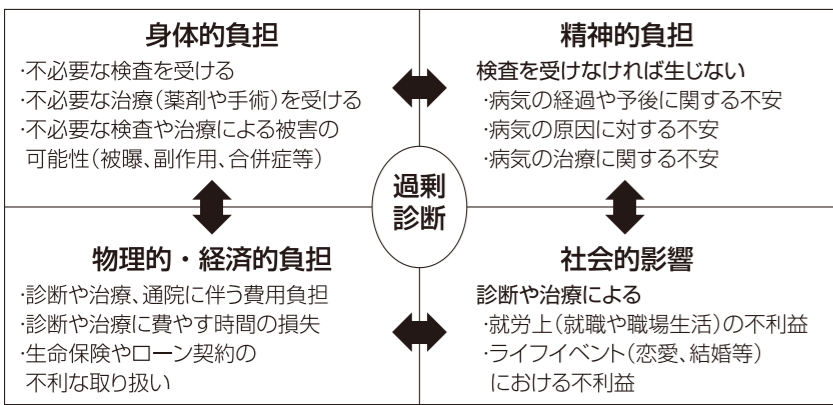 身体的負担
・不必要な検査を受ける
・不必要な治療(薬剤や手術)を受ける
・不必要な検査や治療による被害の
可能性(被曝、副作用、合併症等)
精神的負担
検査を受けなければ生じない
・病気の経過や予後に関する不安
・病気の原因に対する不安
・病気の治療に関する不安
過剰
診断
物理的・経済的負担
・診断や治療、通院に伴う費用負担
・診断や治療に費やす時間の損失
・生命保険やローン契約の
不利な取り扱い
社会的影響
診断や治療による
・就労上(就職や職場生活)の不利益
・ライフイベント(恋愛、結婚等)
における不利益